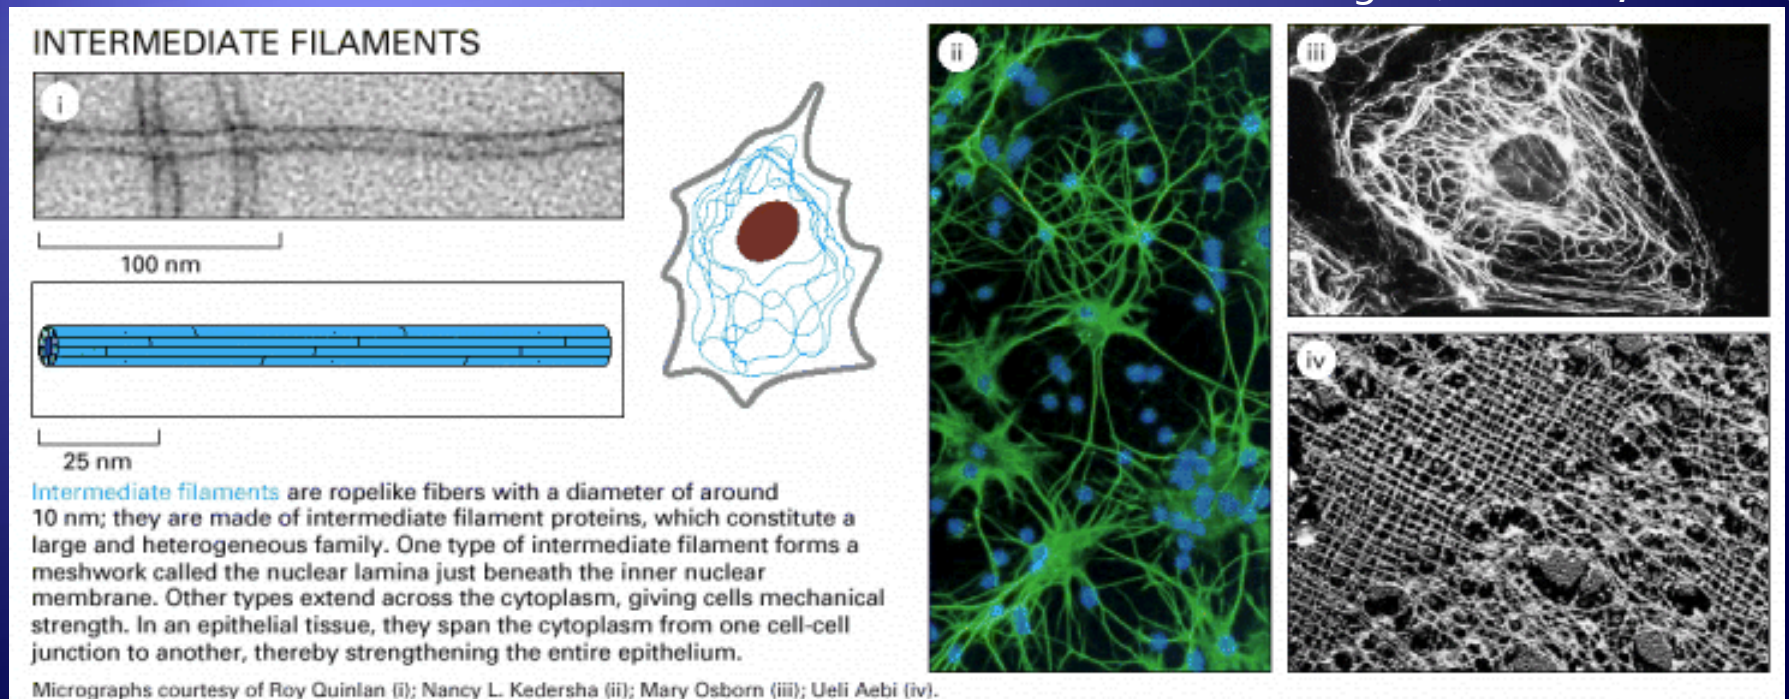 INTERMEDIATE FILAMENTS
i
100 nm
25 nm
Intermediate filaments are ropelike fibers with a diameter of around
10 nm; they are made of intermediate filament proteins, which constitute a
large and heterogeneous family. One type of intermediate filament forms a
meshwork called the nuclear lamina just beneath the inner nuclear
membrane. Other types extend across the cytoplasm, giving cells mechanical
strength. In an epithelial tissue, they span the cytoplasm from one cell-cell
junction to another, thereby strengthening the entire epithelium.
ii
iii
iv
Micrographs courtesy of Roy Quinlan (i); Nancy L. Kedersha (ii); Mary Osborn (iii); Ueli Aebi (iv).